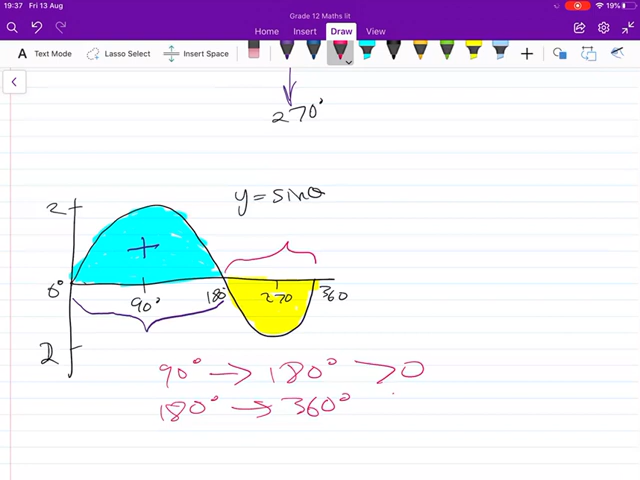 19:37 Fri 13 Aug
19%
Grade 12 Maths lit
Home Insert Draw View
A Text Mode Lasso Select Insert Space
270°
y = sinθ
2
+
0° 90° 180° 270 360
2
90° → 180° > 0
180° → 360°